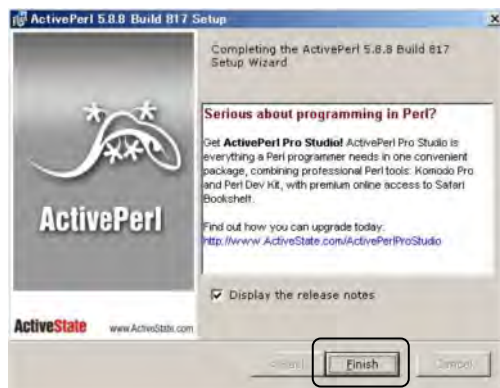 ActivePerl 5.8.8 Build 817 Setup
Completing the ActivePerl 5.8.8 Build 817
Setup Wizard
Serious about programming in Perl?
Get ActivePerl Pro Studio! ActivePerl Pro Studio is
everything a Perl programmer needs in one convenient
package, combining professional Perl tools: Komodo Pro
and Perl Dev Kit, with premium online access to Safari
Bookshelf.
Find out how you can upgrade today:
http://www.ActiveState.com/ActivePerlProStudio
ActivePerl
Display the release notes
ActiveState www.ActiveState.com
Finish Cancel